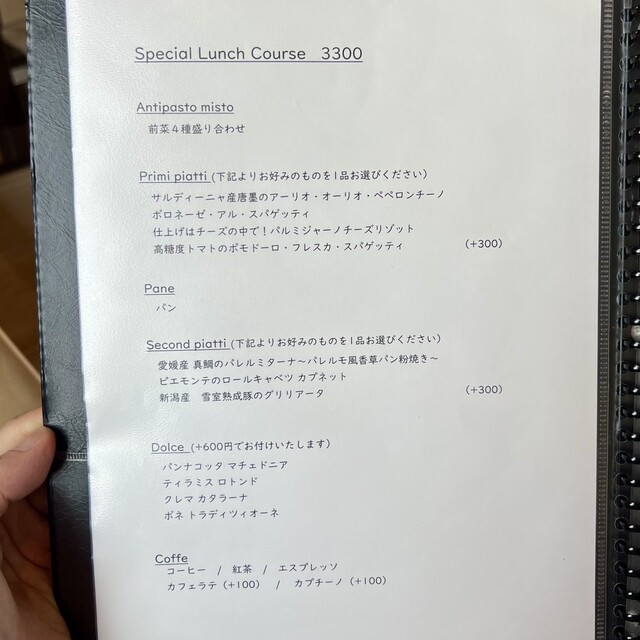 Special Lunch Course 3300
Antipasto misto
前菜4種盛り合わせ
Primi piatti (下記よりお好みのものを1品お選びください)
サルディーニャ産唐墨のアーリオ・オーリオ・ペペロンチーノ
ボロネーゼ・アル・スパゲッティ
仕上げはチーズの中で!パルミジャーノチーズリゾット
高糖度トマトのポモドーロ・フレスカ・スパゲッティ (+300)
Pane
パン
Second piatti (下記よりお好みのものを1品お選びください)
愛媛産 真鯛のパレルミターナ〜パレルモ風香草パン粉焼き〜
ピエモンテのロールキャベツ カプネット
新潟産 雪室熟成豚のグリリアータ (+300)
Dolce (+600円でお付けいたします)
パンナコッタ マチェドニア
ティラミス ロトンド
クレマ カタラーナ
ボネ トラディツィオーネ
Coffe
コーヒー / 紅茶 / エスプレッソ
カフェラテ (+100) / カプチーノ (+100)